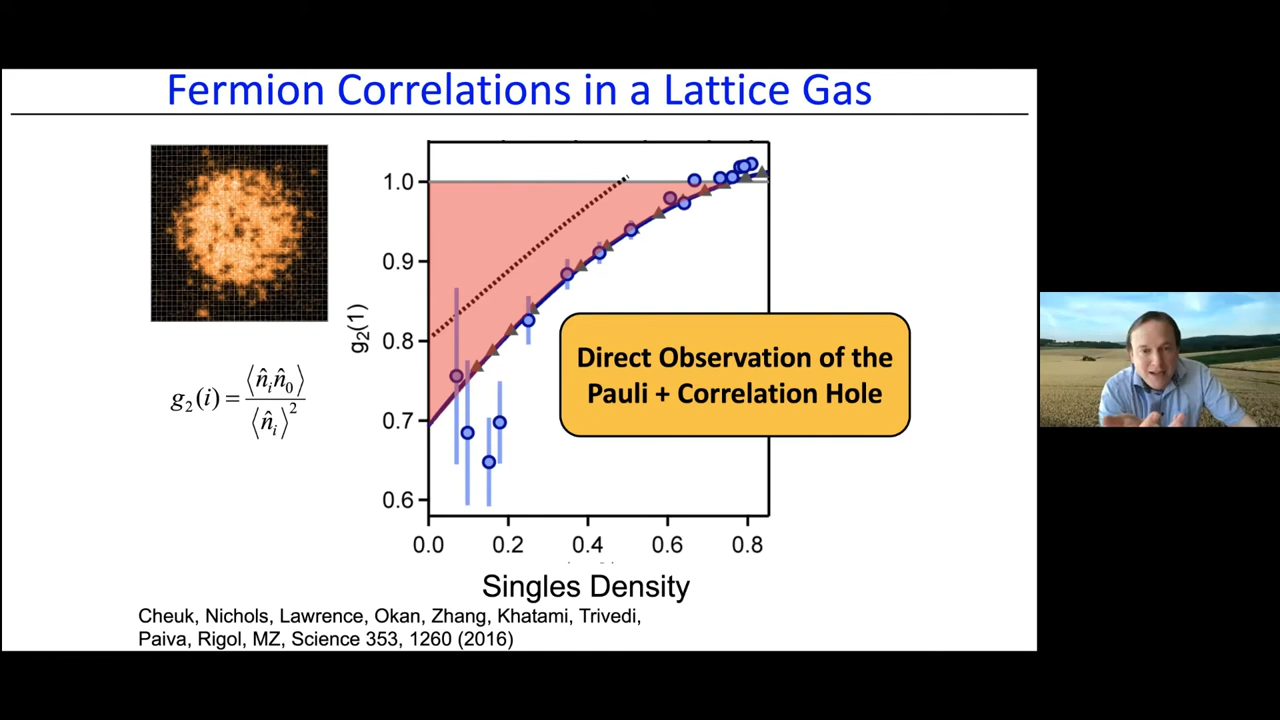 Fermion Correlations in a Lattice Gas
g₂(i) = ⟨n̂ᵢn̂₀⟩ / ⟨n̂ᵢ⟩²
g₂(1)
1.0
0.9
0.8
0.7
0.6
0.0 0.2 0.4 0.6 0.8
Singles Density
Direct Observation of the
Pauli + Correlation Hole
Cheuk, Nichols, Lawrence, Okan, Zhang, Khatami, Trivedi,
Paiva, Rigol, MZ, Science 353, 1260 (2016)